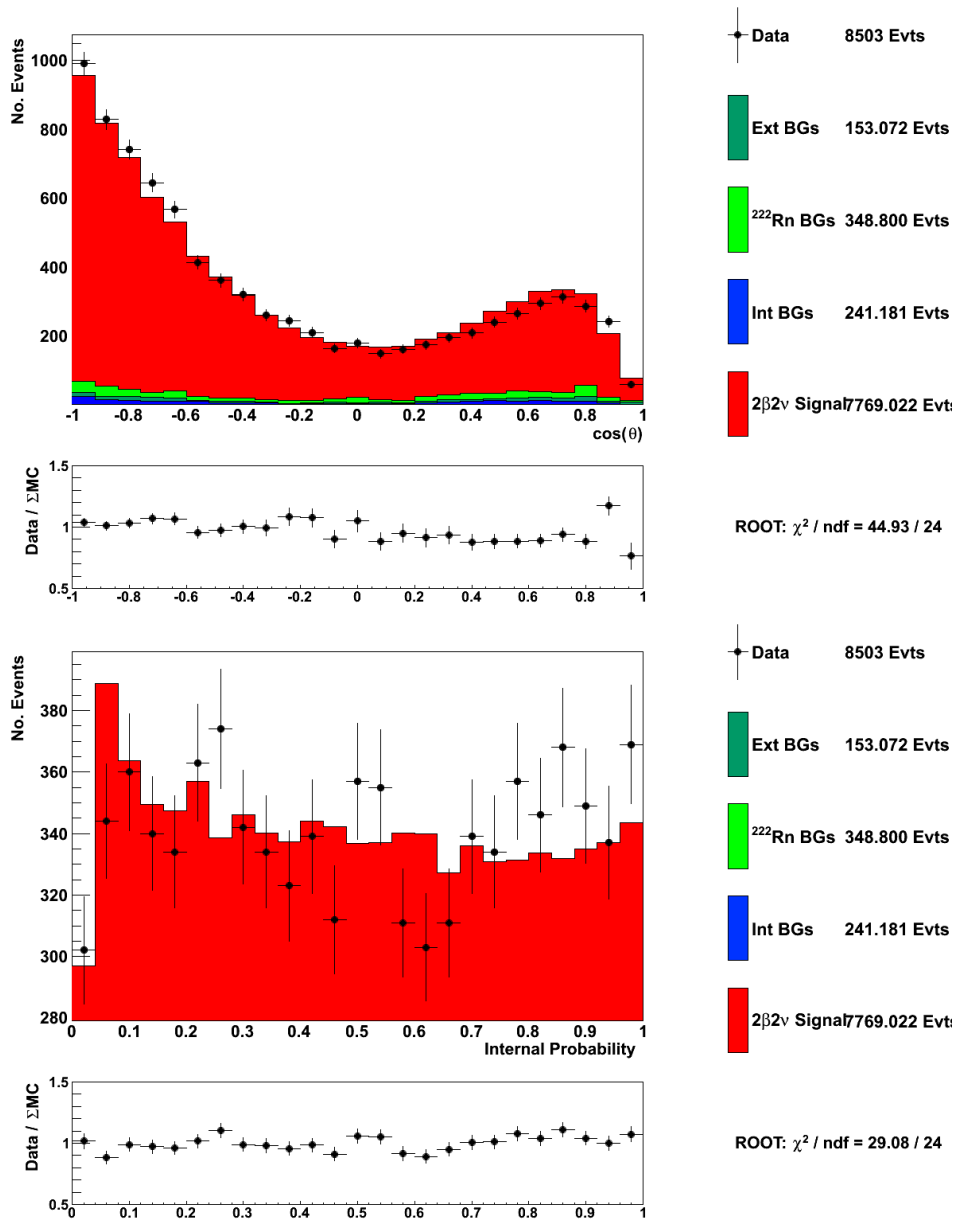 No. Events
1000
800
600
400
200
-1 -0.8 -0.6 -0.4 -0.2 0 0.2 0.4 0.6 0.8 1
cos(θ)
Data 8503 Evts
Ext BGs 153.072 Evts
²²²Rn BGs 348.800 Evts
Int BGs 241.181 Evts
2β2ν Signal 7769.022 Evts
Data / ΣMC
1.5
1
0.5
-1 -0.8 -0.6 -0.4 -0.2 0 0.2 0.4 0.6 0.8 1
ROOT: χ² / ndf = 44.93 / 24
No. Events
380
360
340
320
300
280
0 0.1 0.2 0.3 0.4 0.5 0.6 0.7 0.8 0.9 1
Internal Probability
Data 8503 Evts
Ext BGs 153.072 Evts
²²²Rn BGs 348.800 Evts
Int BGs 241.181 Evts
2β2ν Signal 7769.022 Evts
Data / ΣMC
1.5
1
0.5
0 0.1 0.2 0.3 0.4 0.5 0.6 0.7 0.8 0.9 1
ROOT: χ² / ndf = 29.08 / 24